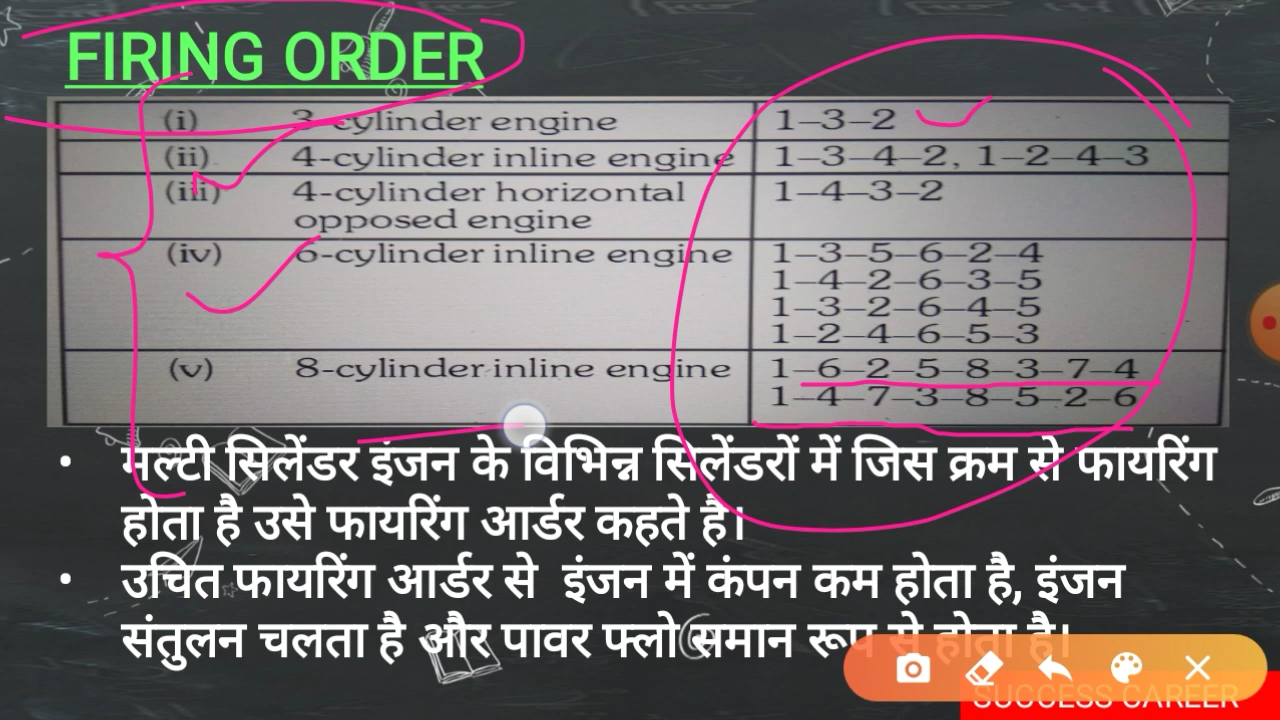 FIRING ORDER
(i) 3-cylinder engine 1–3–2
(ii) 4-cylinder inline engine 1–3–4–2, 1–2–4–3
(iii) 4-cylinder horizontal opposed engine 1–4–3–2
(iv) 6-cylinder inline engine 1–3–5–6–2–4
1–4–2–6–3–5
1–3–2–6–4–5
1–2–4–6–5–3
(v) 8-cylinder inline engine 1–6–2–5–8–3–7–4
1–4–7–3–8–5–2–6
• मल्टी सिलेंडर इंजन के विभिन्न सिलेंडरों में जिस क्रम से फायरिंग
होता है उसे फायरिंग आर्डर कहते है।
• उचित फायरिंग आर्डर से इंजन में कंपन कम होता है, इंजन
संतुलन चलता है और पावर फ्लो समान रूप से होता है।
SUCCESS CAREER